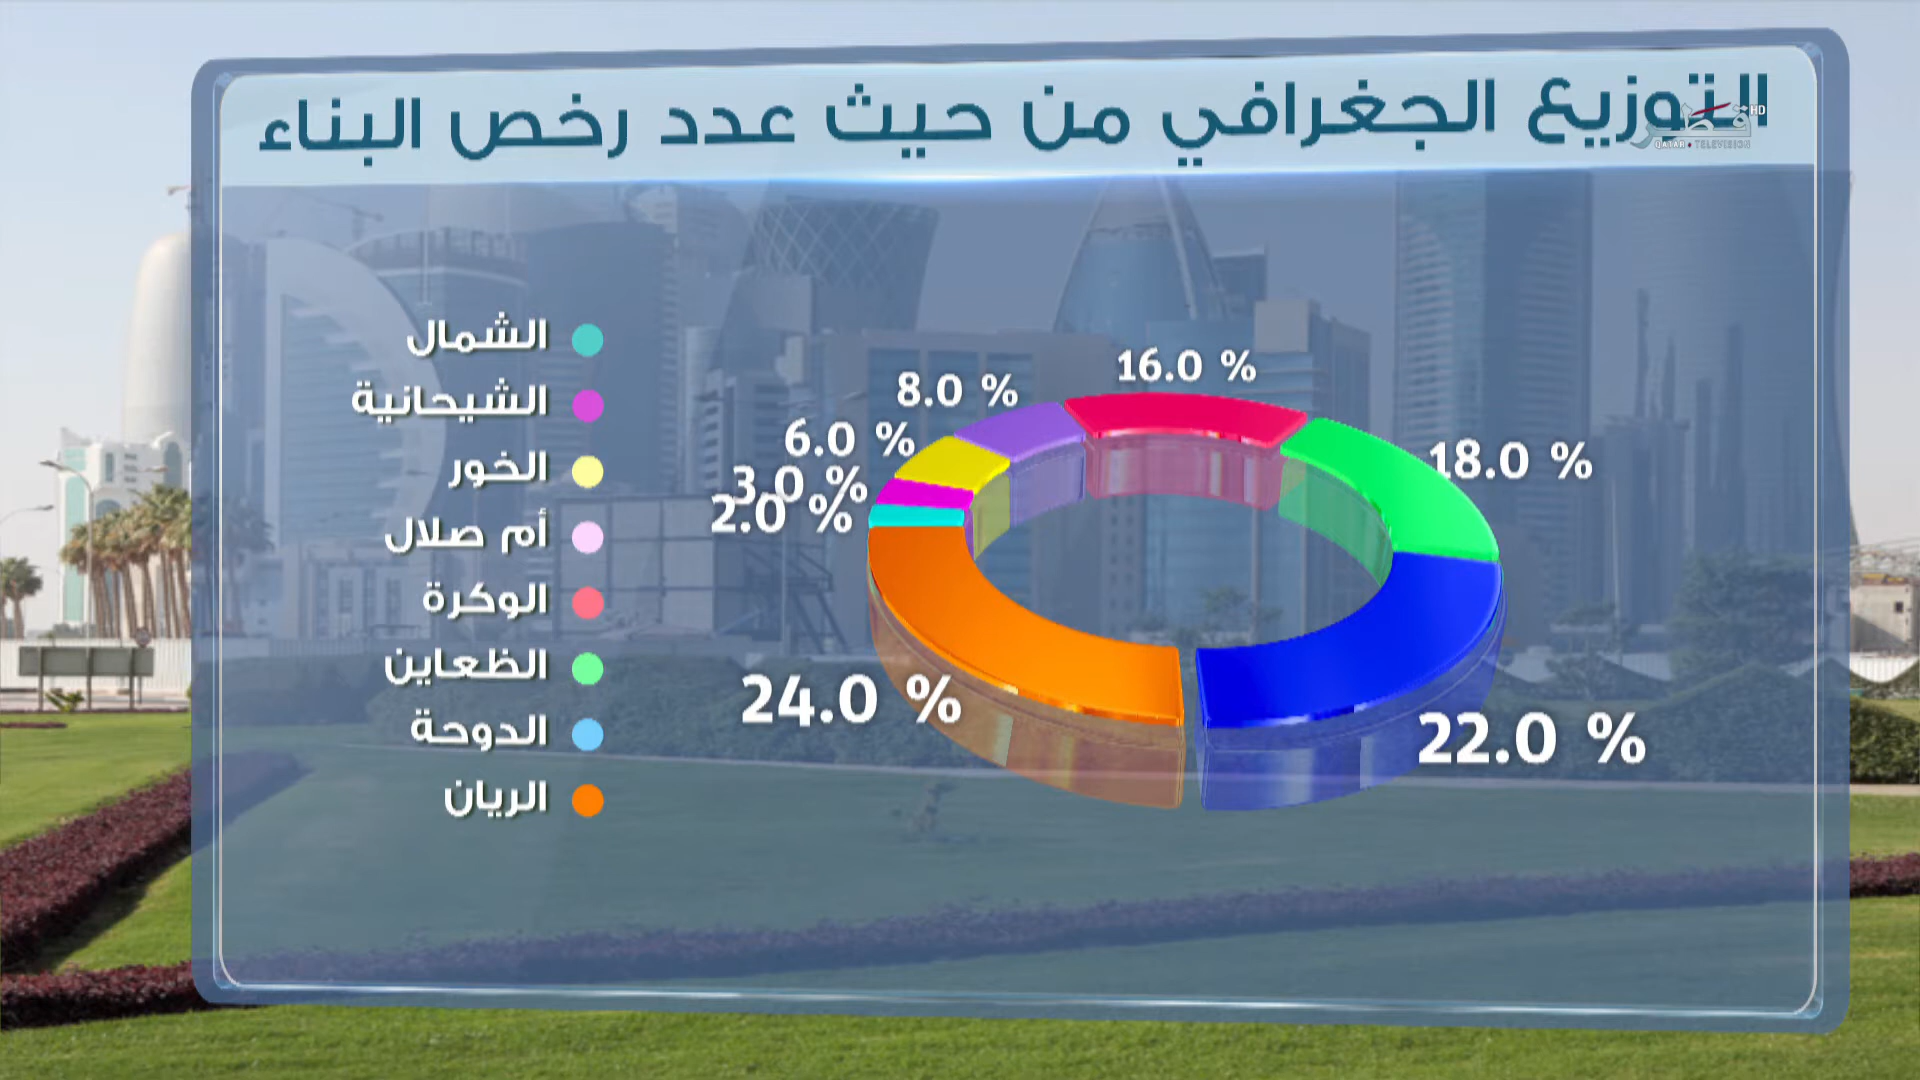 التوزيع الجغرافي من حيث عدد رخص البناء
قطر HD
QATAR • TELEVISION
الشمال
الشيحانية
الخور
أم صلال
الوكرة
الظعاين
الدوحة
الريان
16.0 %
8.0 %
6.0 %
18.0 %
3.0 %
2.0 %
24.0 %
22.0 %